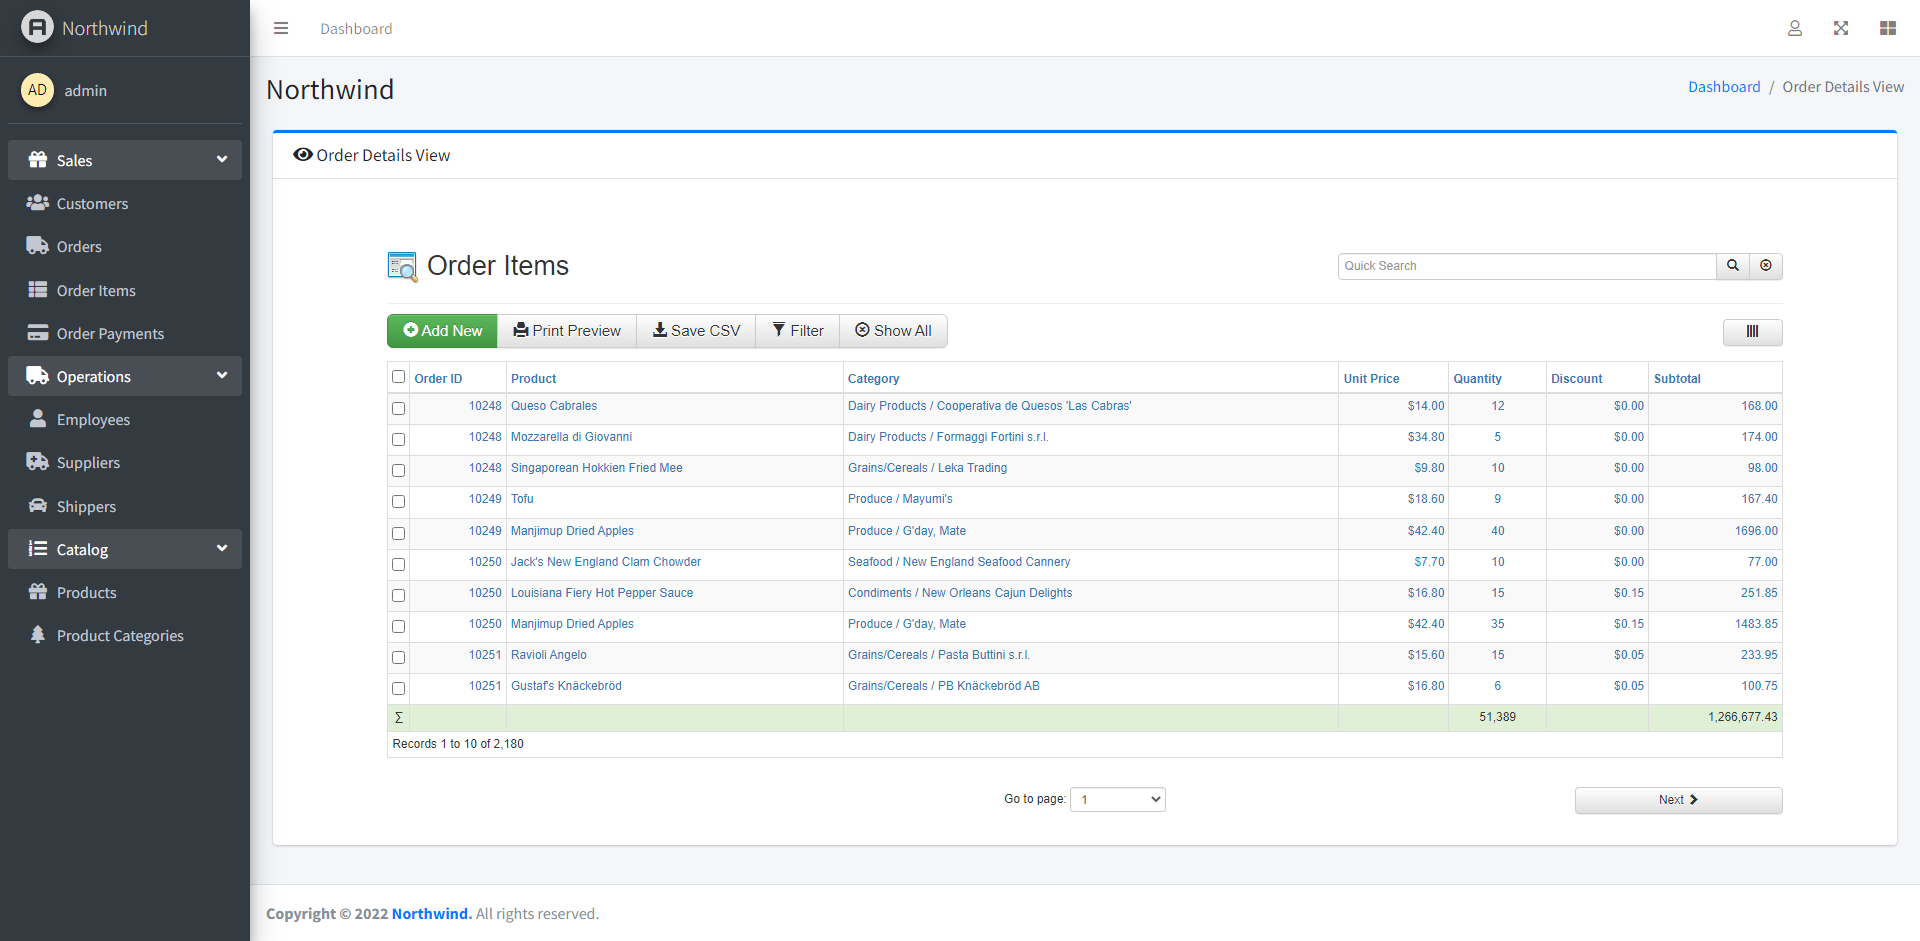 Northwind
Dashboard
AD admin
Northwind
Dashboard / Order Details View
Sales
Customers
Orders
Order Items
Order Payments
Operations
Employees
Suppliers
Shippers
Catalog
Products
Product Categories
Order Details View
Order Items
Quick Search
Add New Print Preview Save CSV Filter Show All
Order ID Product Category Unit Price Quantity Discount Subtotal
10248 Queso Cabrales Dairy Products / Cooperativa de Quesos 'Las Cabras' $14.00 12 $0.00 168.00
10248 Mozzarella di Giovanni Dairy Products / Formaggi Fortini s.r.l. $34.80 5 $0.00 174.00
10248 Singaporean Hokkien Fried Mee Grains/Cereals / Leka Trading $9.80 10 $0.00 98.00
10249 Tofu Produce / Mayumi's $18.60 9 $0.00 167.40
10249 Manjimup Dried Apples Produce / G'day, Mate $42.40 40 $0.00 1696.00
10250 Jack's New England Clam Chowder Seafood / New England Seafood Cannery $7.70 10 $0.00 77.00
10250 Louisiana Fiery Hot Pepper Sauce Condiments / New Orleans Cajun Delights $16.80 15 $0.15 251.85
10250 Manjimup Dried Apples Produce / G'day, Mate $42.40 35 $0.15 1483.85
10251 Ravioli Angelo Grains/Cereals / Pasta Buttini s.r.l. $15.60 15 $0.05 233.95
10251 Gustaf's Knäckebröd Grains/Cereals / PB Knäckebröd AB $16.80 6 $0.05 100.75
Σ 51,389 1,266,677.43
Records 1 to 10 of 2,180
Go to page: 1 Next
Copyright © 2022 Northwind. All rights reserved.